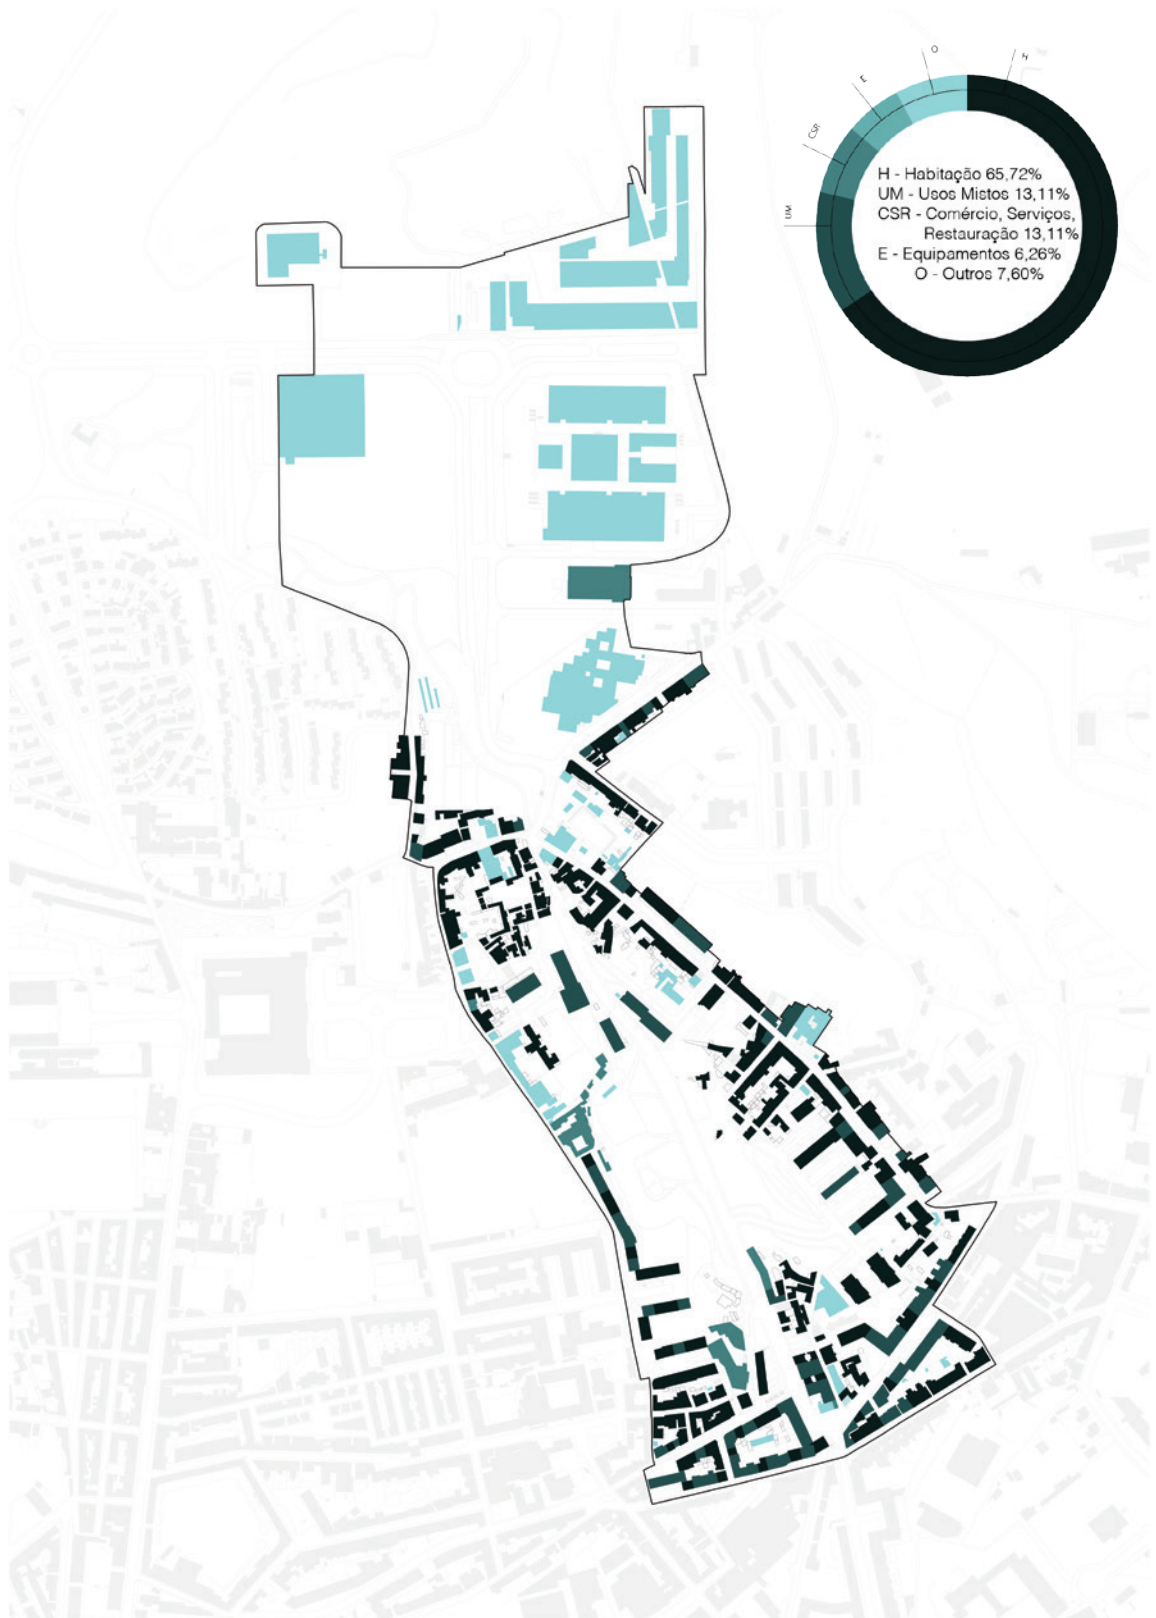 O
H
E
CSR
UM
H - Habitação 65,72%
UM - Usos Mistos 13,11%
CSR - Comércio, Serviços,
Restauração 13,11%
E - Equipamentos 6,26%
O - Outros 7,60%